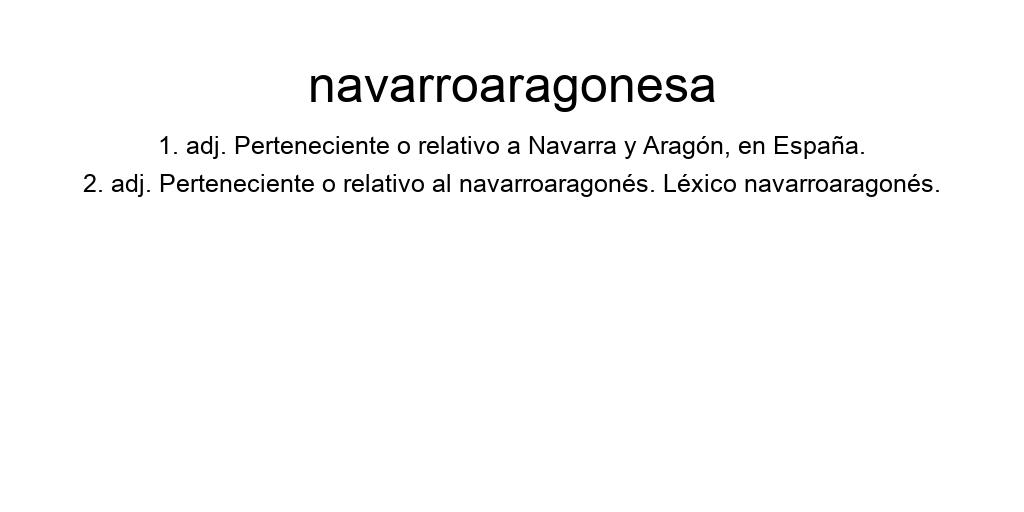 navarroaragonesa
1. adj. Perteneciente o relativo a Navarra y Aragón, en España.
2. adj. Perteneciente o relativo al navarroaragonés. Léxico navarroaragonés.